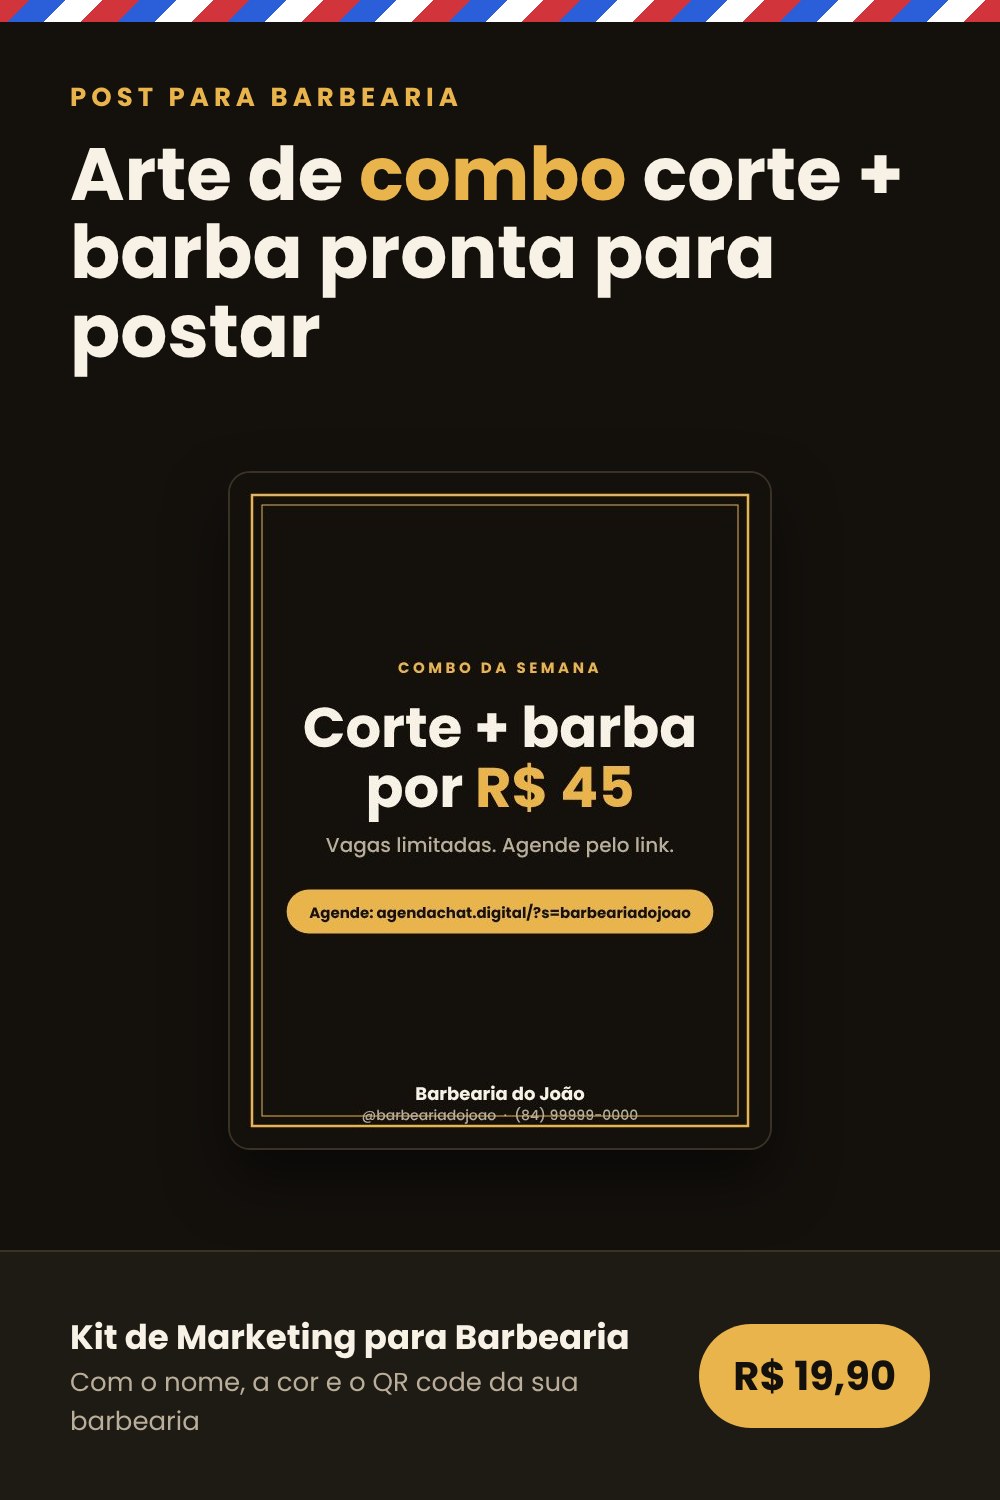 POST PARA BARBEARIA
Arte de combo corte +
barba pronta para
postar
COMBO DA SEMANA
Corte + barba
por R$ 45
Vagas limitadas. Agende pelo link.
Agende: agendachat.digital/?s=barbeariadojoao
Barbearia do João
@barbeariadojoao · (84) 99999-0000
Kit de Marketing para Barbearia
Com o nome, a cor e o QR code da sua
barbearia
R$ 19,90